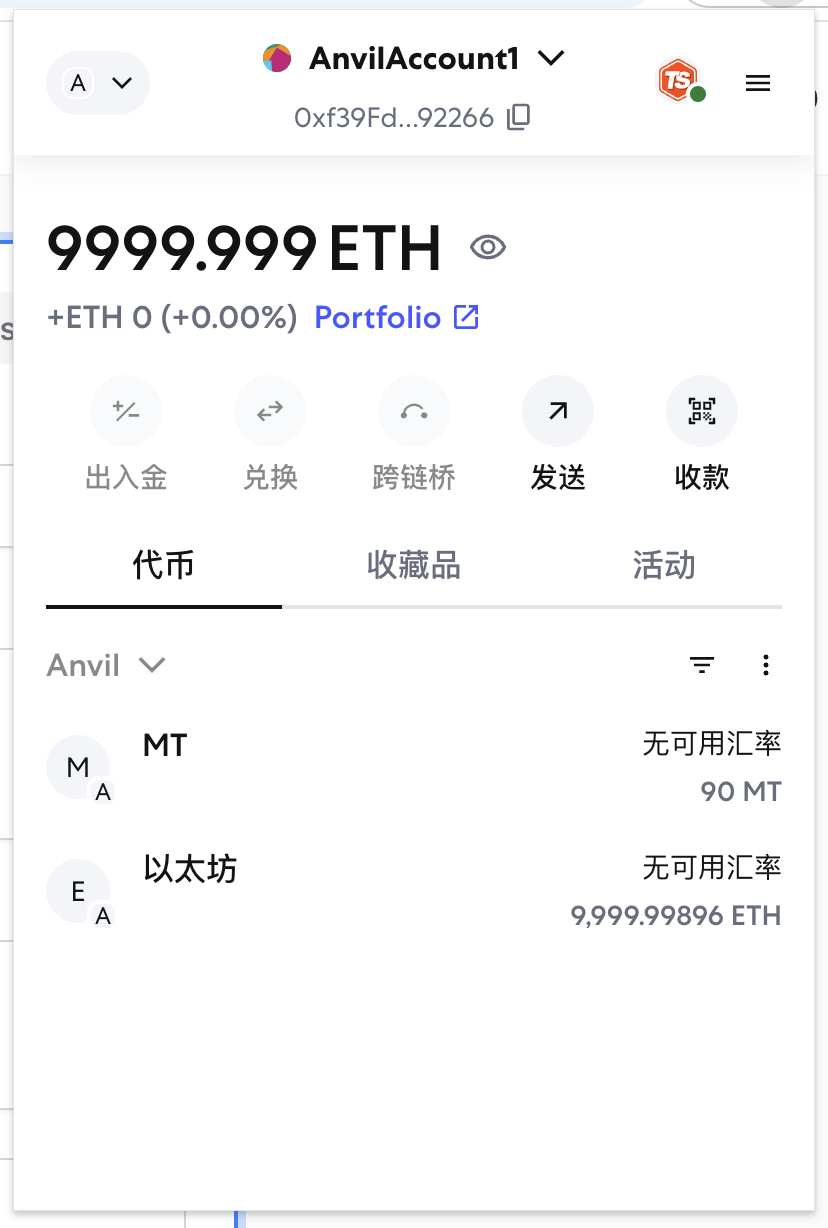 A
AnvilAccount1
0xf39Fd...92266
TS
9999.999 ETH
+ETH 0 (+0.00%) Portfolio
出入金
兑换
跨链桥
发送
收款
代币
收藏品
活动
Anvil
M
A
MT
无可用汇率
90 MT
E
A
以太坊
无可用汇率
9,999.99896 ETH